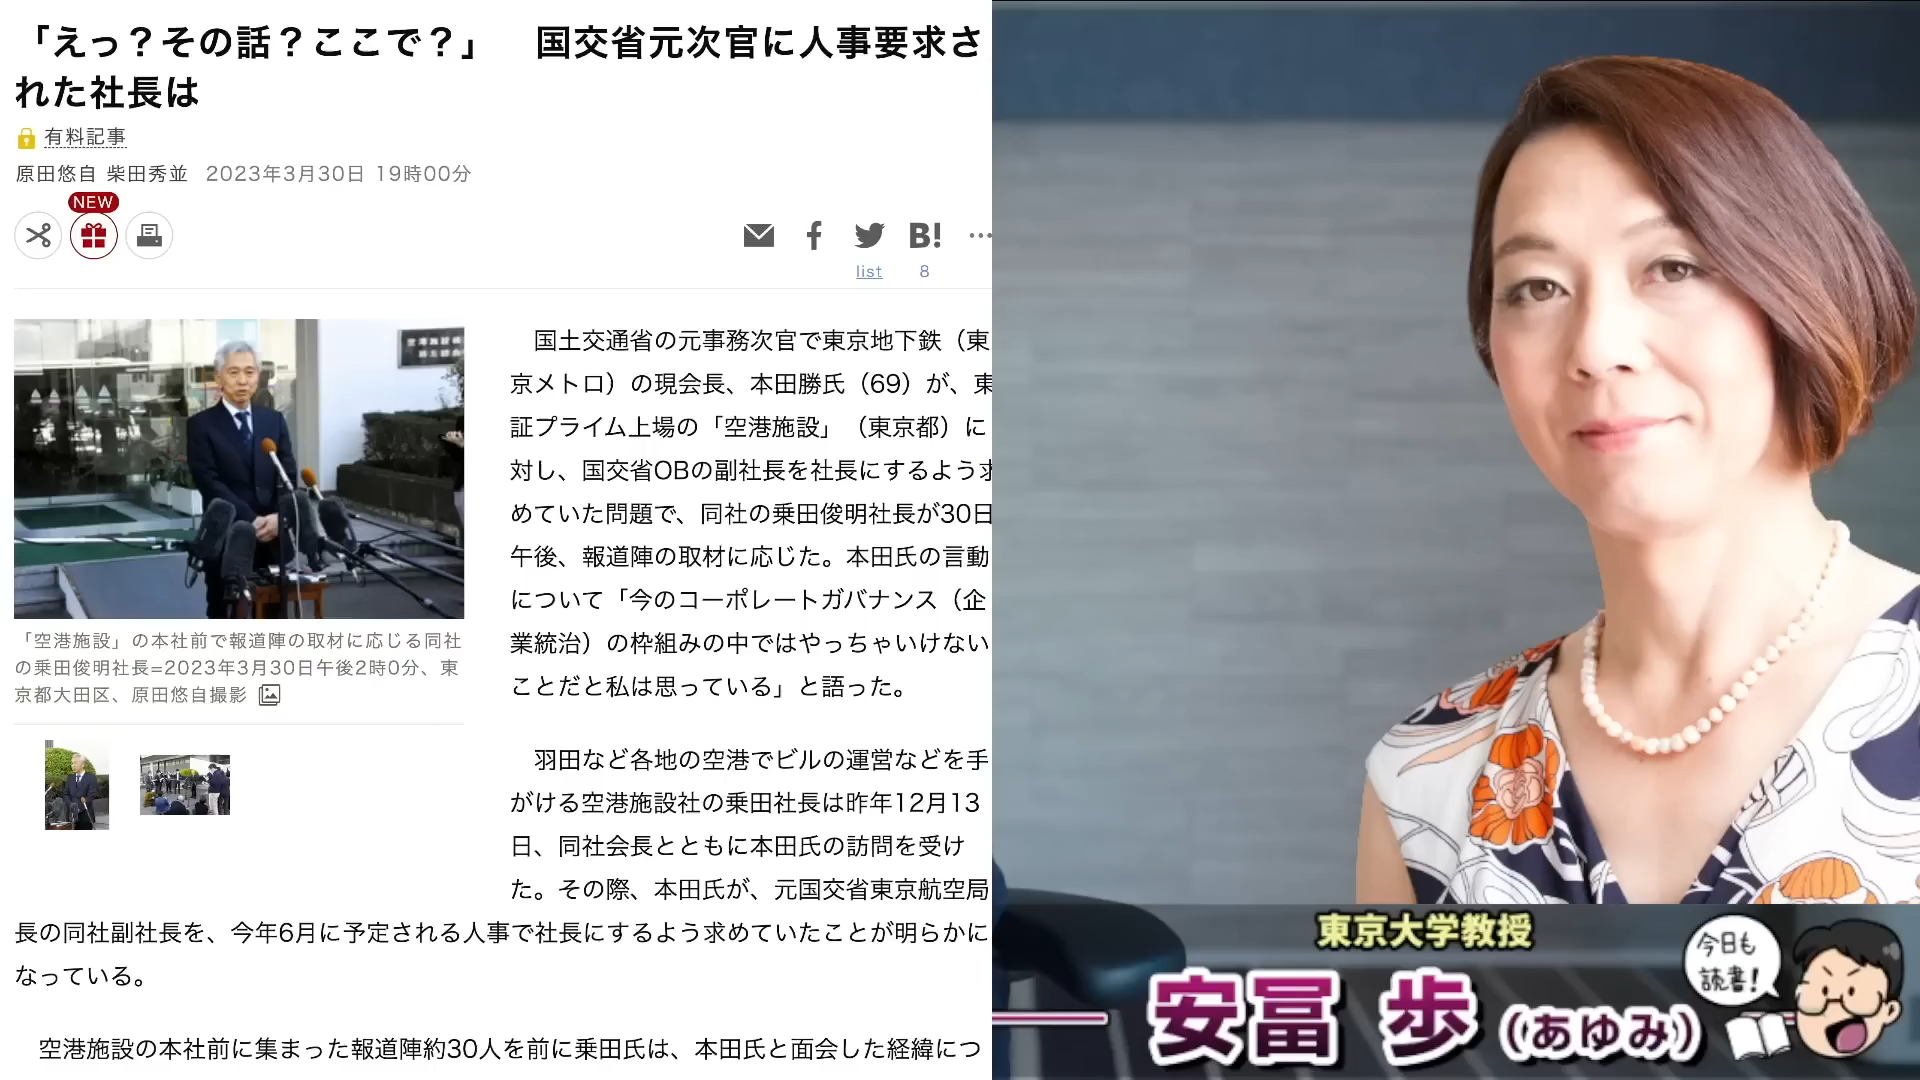 「えっ？その話？ここで？」　国交省元次官に人事要求さ
れた社長は
有料記事
原田悠自 柴田秀並 2023年3月30日 19時00分
NEW
B!
list
8
国土交通省の元事務次官で東京地下鉄（東
京メトロ）の現会長、本田勝氏（69）が、東
証プライム上場の「空港施設」（東京都）に
対し、国交省OBの副社長を社長にするよう求
めていた問題で、同社の乗田俊明社長が30日
午後、報道陣の取材に応じた。本田氏の言動
について「今のコーポレートガバナンス（企
業統治）の枠組みの中ではやっちゃいけない
ことだと私は思っている」と語った。
「空港施設」の本社前で報道陣の取材に応じる同社
の乗田俊明社長=2023年3月30日午後2時0分、東
京都大田区、原田悠自撮影
羽田など各地の空港でビルの運営などを手
がける空港施設社の乗田社長は昨年12月13
日、同社会長とともに本田氏の訪問を受け
た。その際、本田氏が、元国交省東京航空局
長の同社副社長を、今年6月に予定される人事で社長にするよう求めていたことが明らかに
なっている。
空港施設の本社前に集まった報道陣約30人を前に乗田氏は、本田氏と面会した経緯につ
東京大学教授
安冨 歩（あゆみ）
今日も
読書！